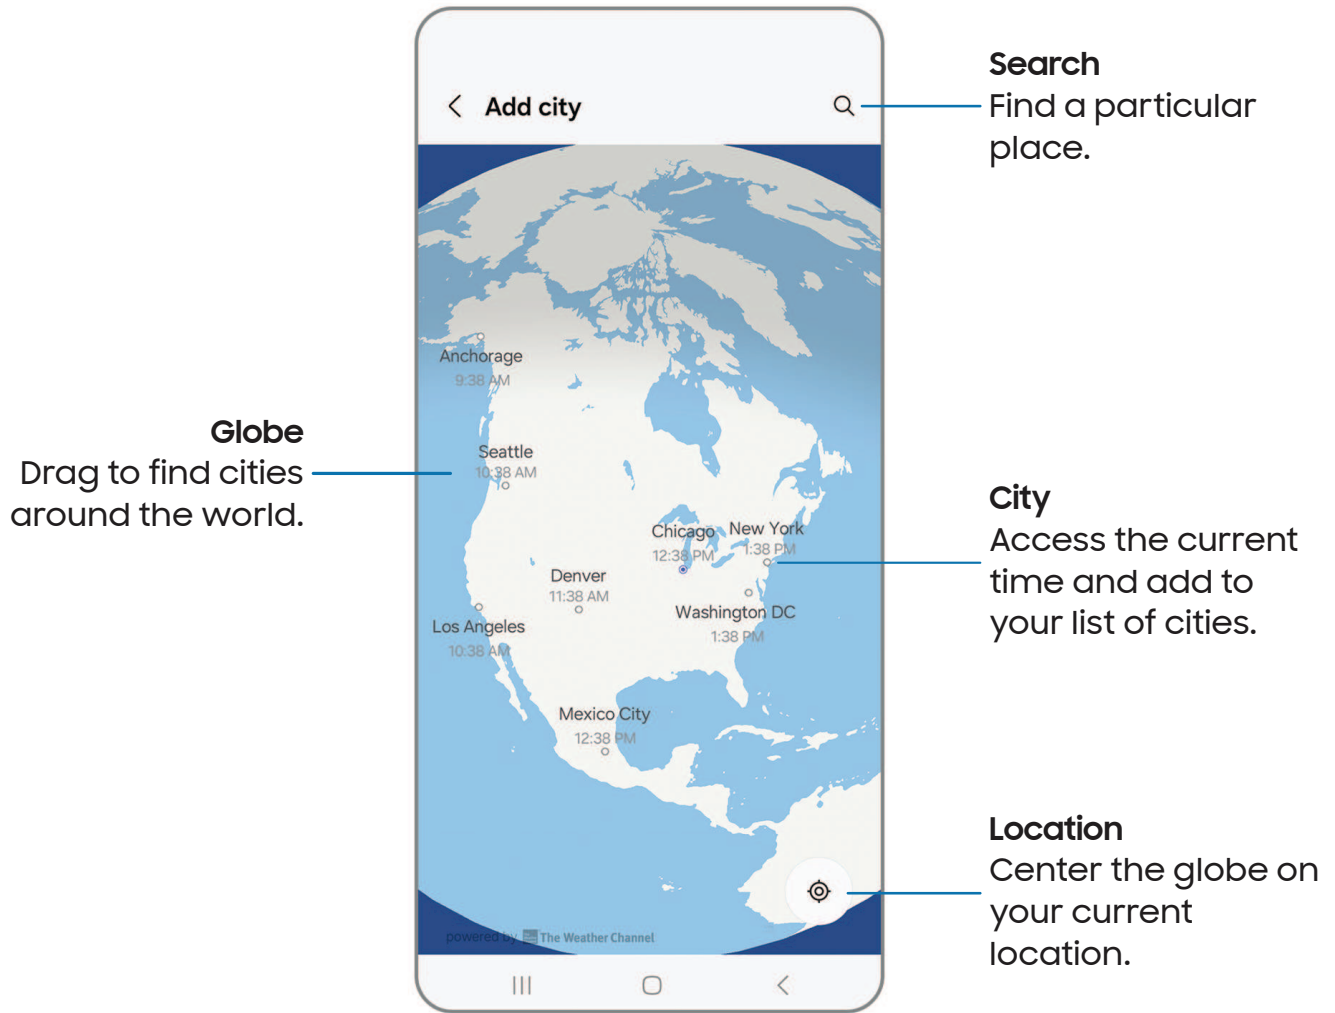 Add city
Search
Find a particular
place.
Anchorage
9:38 AM
Globe
Drag to find cities
around the world.
Seattle
10:38 AM
City
Access the current
time and add to
your list of cities.
Chicago
12:38 PM
New York
1:38 PM
Denver
11:38 AM
Washington DC
1:38 PM
Los Angeles
10:38 AM
Mexico City
12:38 PM
Location
Center the globe on
your current
location.
powered by The Weather Channel